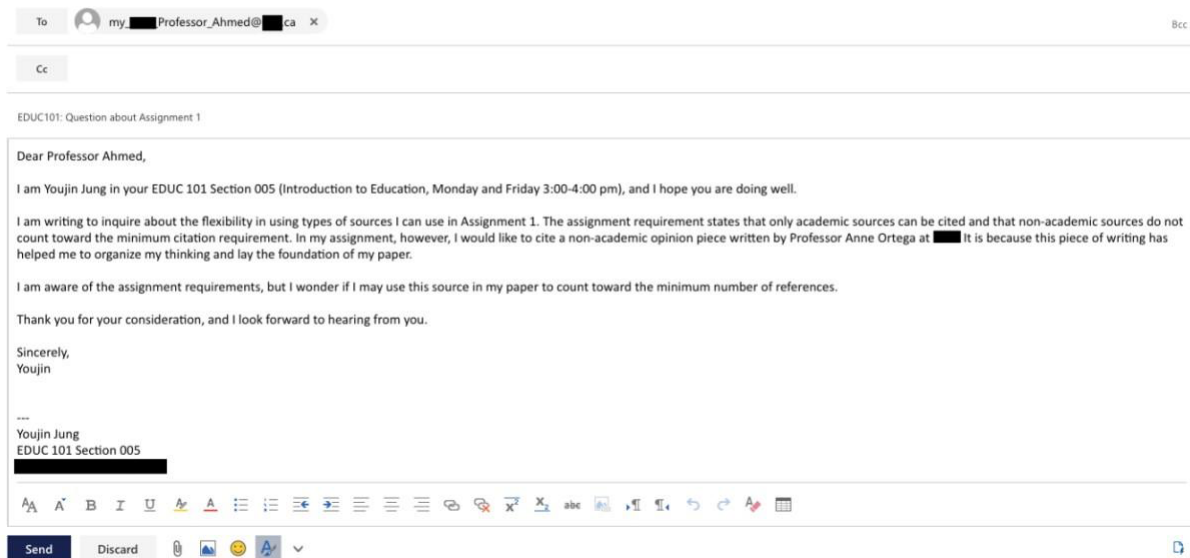 To my_ Professor_Ahmed@ .ca × Bcc
Cc
EDUC101: Question about Assignment 1
Dear Professor Ahmed,
I am Youjin Jung in your EDUC 101 Section 005 (Introduction to Education, Monday and Friday 3:00-4:00 pm), and I hope you are doing well.
I am writing to inquire about the flexibility in using types of sources I can use in Assignment 1. The assignment requirement states that only academic sources can be cited and that non-academic sources do not
count toward the minimum citation requirement. In my assignment, however, I would like to cite a non-academic opinion piece written by Professor Anne Ortega at It is because this piece of writing has
helped me to organize my thinking and lay the foundation of my paper.
I am aware of the assignment requirements, but I wonder if I may use this source in my paper to count toward the minimum number of references.
Thank you for your consideration, and I look forward to hearing from you.
Sincerely,
Youjin
---
Youjin Jung
EDUC 101 Section 005
AA A B I U A A x² X₂ abc ¶ ¶ A
Send Discard